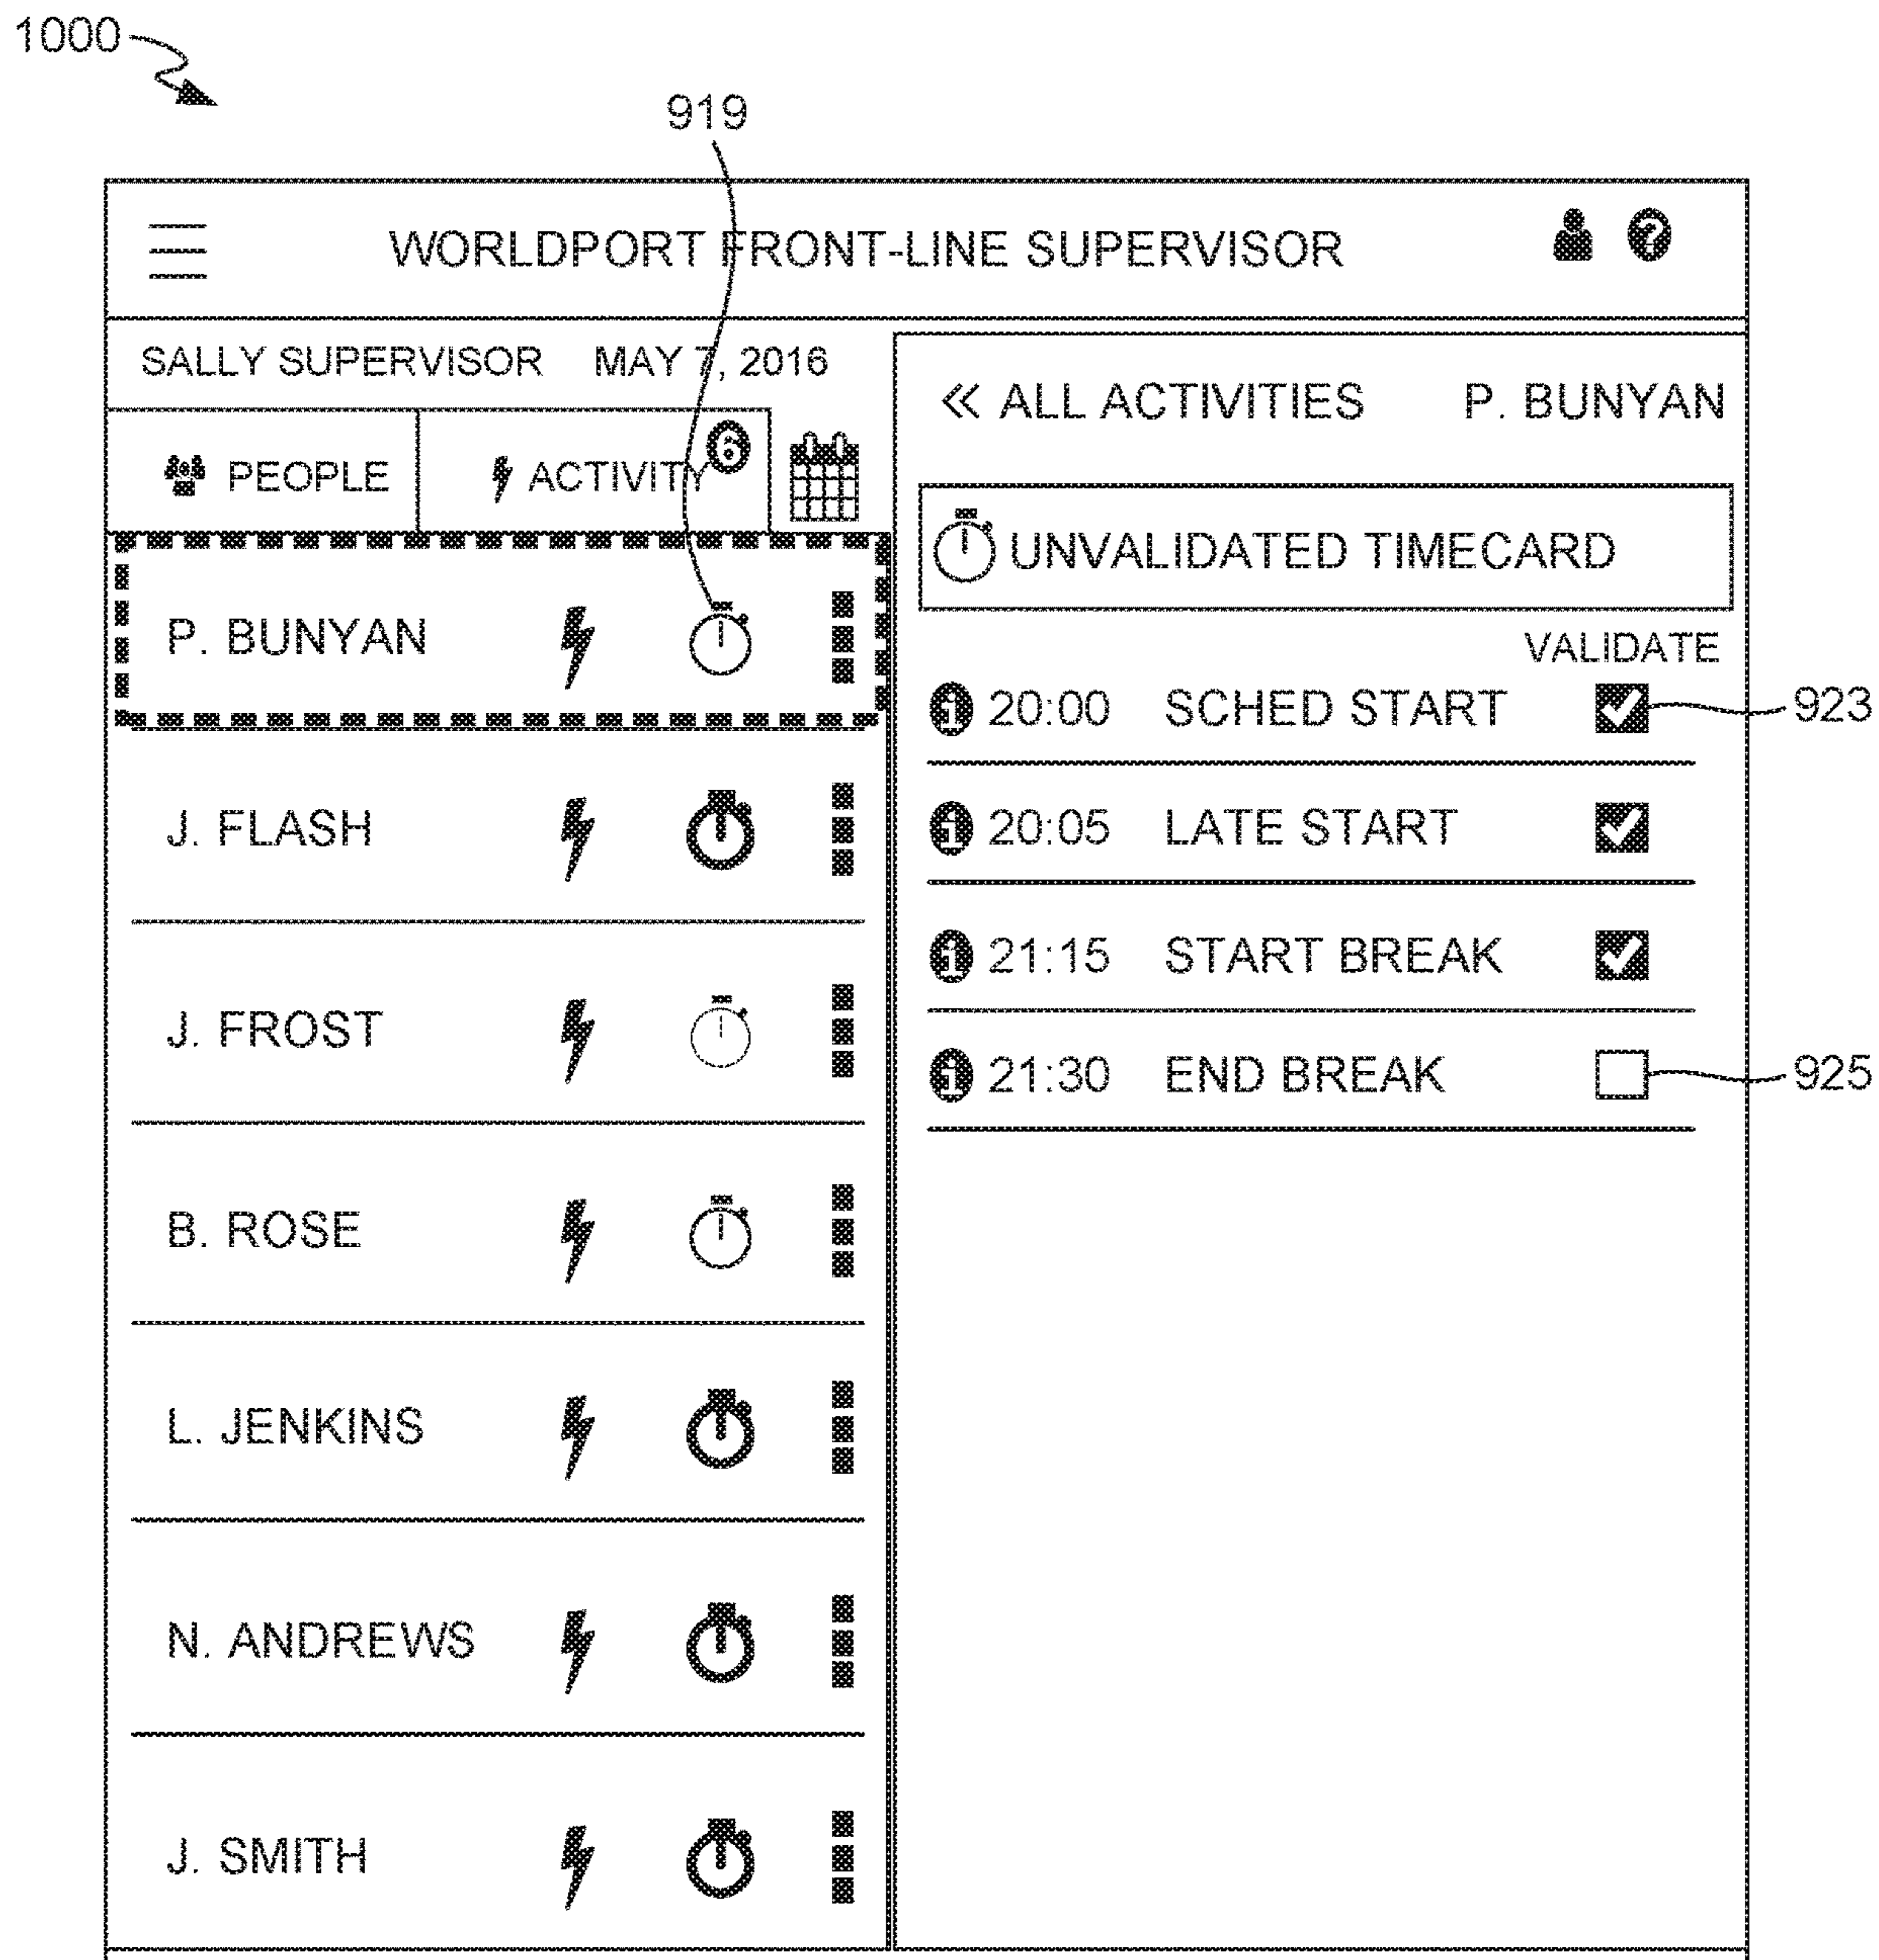 1000
919
WORLDPORT FRONT-LINE SUPERVISOR ?
SALLY SUPERVISOR MAY 7, 2016
PEOPLE ACTIVITY 6
P. BUNYAN
J. FLASH
J. FROST
B. ROSE
L. JENKINS
N. ANDREWS
J. SMITH
« ALL ACTIVITIES P. BUNYAN
UNVALIDATED TIMECARD
VALIDATE
i 20:00 SCHED START 923
i 20:05 LATE START
i 21:15 START BREAK
i 21:30 END BREAK 925